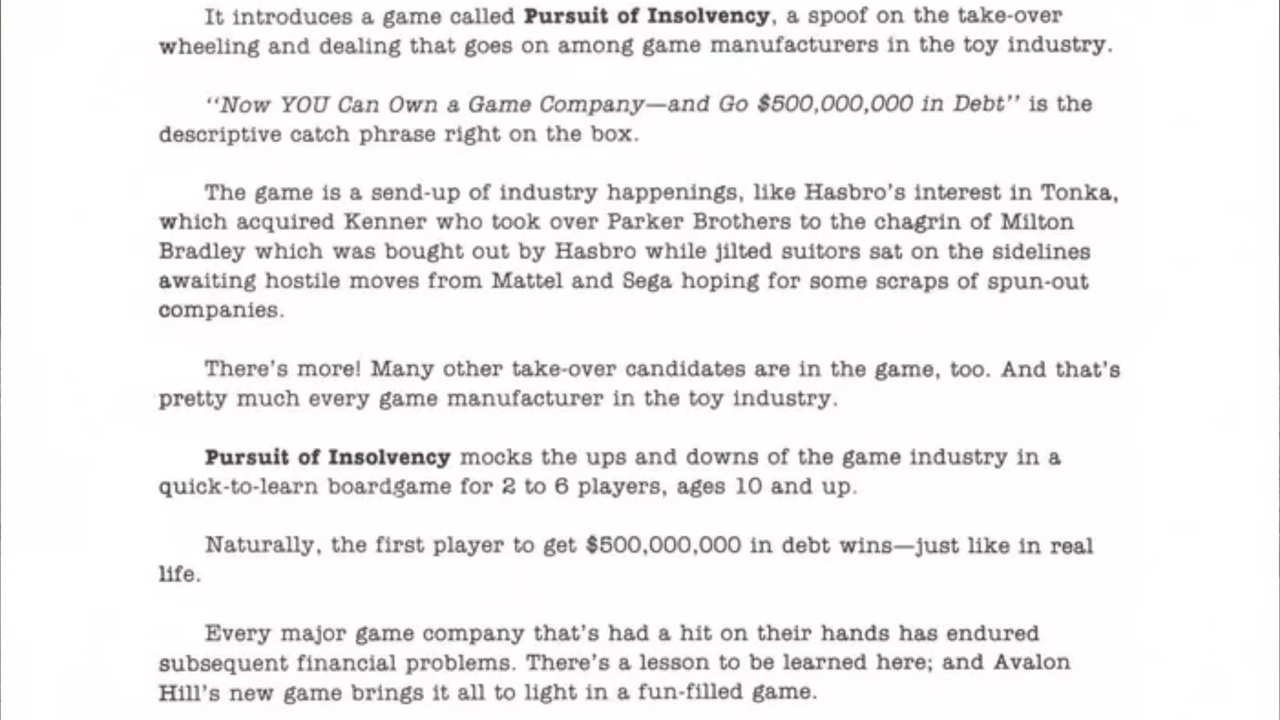 It introduces a game called Pursuit of Insolvency, a spoof on the take-over
wheeling and dealing that goes on among game manufacturers in the toy industry.
“Now YOU Can Own a Game Company—and Go $500,000,000 in Debt” is the
descriptive catch phrase right on the box.
The game is a send-up of industry happenings, like Hasbro's interest in Tonka,
which acquired Kenner who took over Parker Brothers to the chagrin of Milton
Bradley which was bought out by Hasbro while jilted suitors sat on the sidelines
awaiting hostile moves from Mattel and Sega hoping for some scraps of spun-out
companies.
There's more! Many other take-over candidates are in the game, too. And that's
pretty much every game manufacturer in the toy industry.
Pursuit of Insolvency mocks the ups and downs of the game industry in a
quick-to-learn boardgame for 2 to 6 players, ages 10 and up.
Naturally, the first player to get $500,000,000 in debt wins—just like in real
life.
Every major game company that's had a hit on their hands has endured
subsequent financial problems. There's a lesson to be learned here; and Avalon
Hill's new game brings it all to light in a fun-filled game.